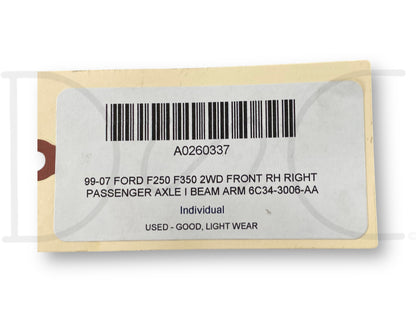 A0260337
99-07 FORD F250 F350 2WD FRONT RH RIGHT
PASSENGER AXLE I BEAM ARM 6C34-3006-AA
Individual
USED - GOOD, LIGHT WEAR